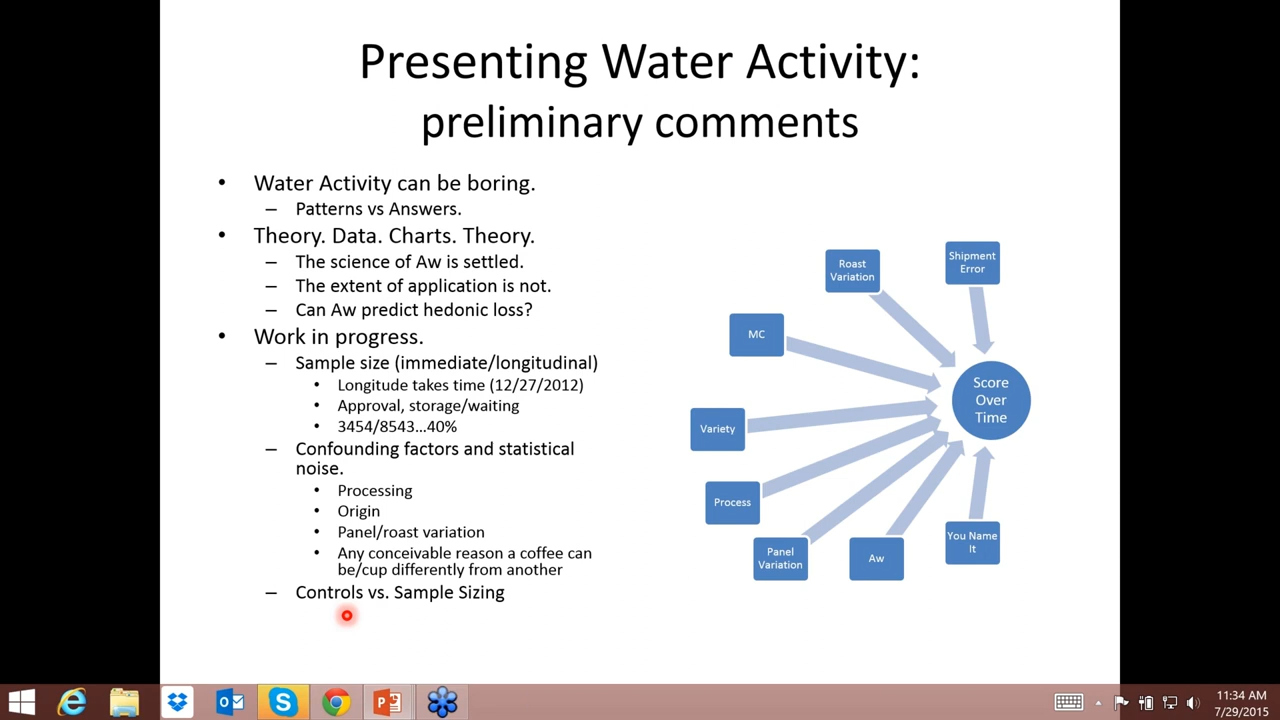 Presenting Water Activity:
preliminary comments
• Water Activity can be boring.
– Patterns vs Answers.
• Theory. Data. Charts. Theory.
– The science of Aw is settled.
– The extent of application is not.
– Can Aw predict hedonic loss?
• Work in progress.
– Sample size (immediate/longitudinal)
• Longitude takes time (12/27/2012)
• Approval, storage/waiting
• 3454/8543...40%
– Confounding factors and statistical
noise.
• Processing
• Origin
• Panel/roast variation
• Any conceivable reason a coffee can
be/cup differently from another
– Controls vs. Sample Sizing
Shipment
Error
Roast
Variation
MC
Variety
Process
Panel
Variation
Aw
You Name
It
Score
Over
Time
11:34 AM
7/29/2015